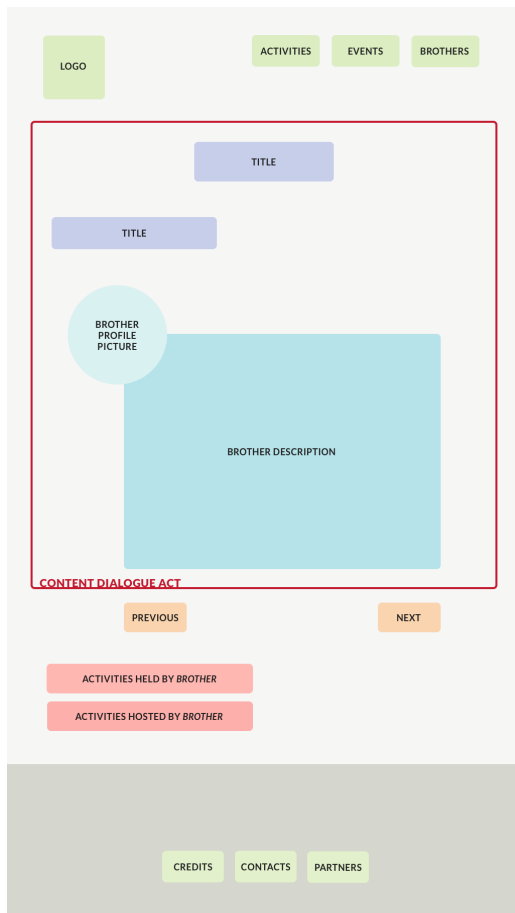 LOGO
ACTIVITIES
EVENTS
BROTHERS
TITLE
TITLE
BROTHER
PROFILE
PICTURE
BROTHER DESCRIPTION
CONTENT DIALOGUE ACT
PREVIOUS
NEXT
ACTIVITIES HELD BY BROTHER
ACTIVITIES HOSTED BY BROTHER
CREDITS
CONTACTS
PARTNERS